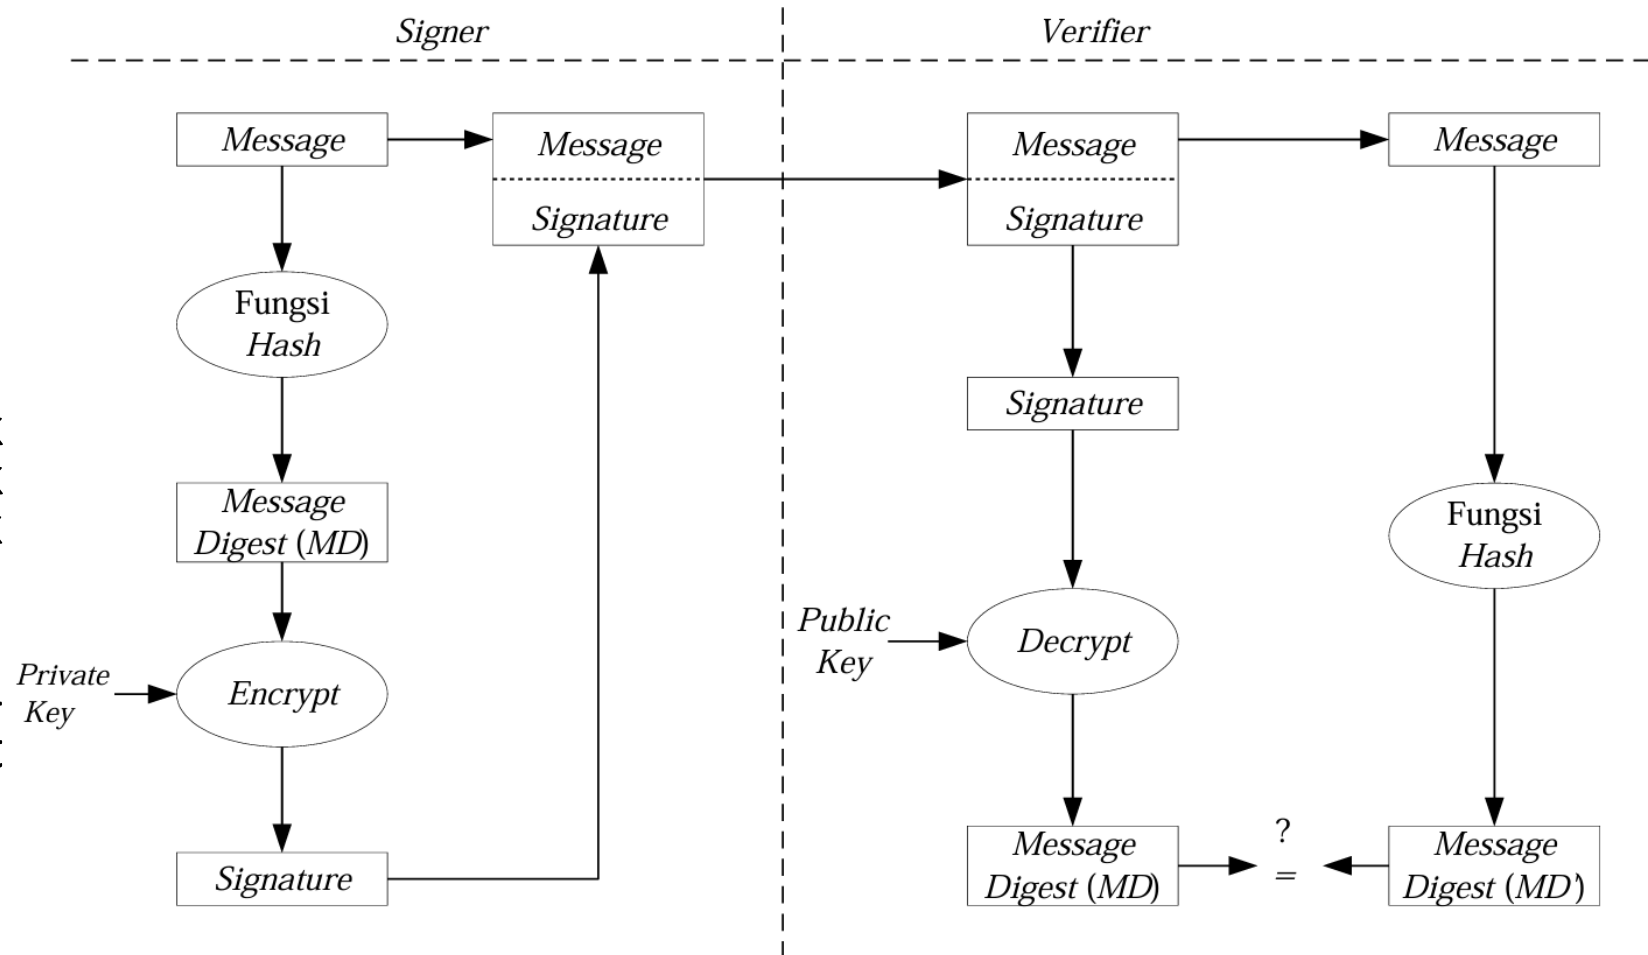 Signer
Verifier
Message
Message
Signature
Message
Signature
Message
Fungsi
Hash
Signature
Message
Digest (MD)
Fungsi
Hash
Public
Key
Decrypt
Private
Key
Encrypt
Signature
Message
Digest (MD)
?
=
Message
Digest (MD')